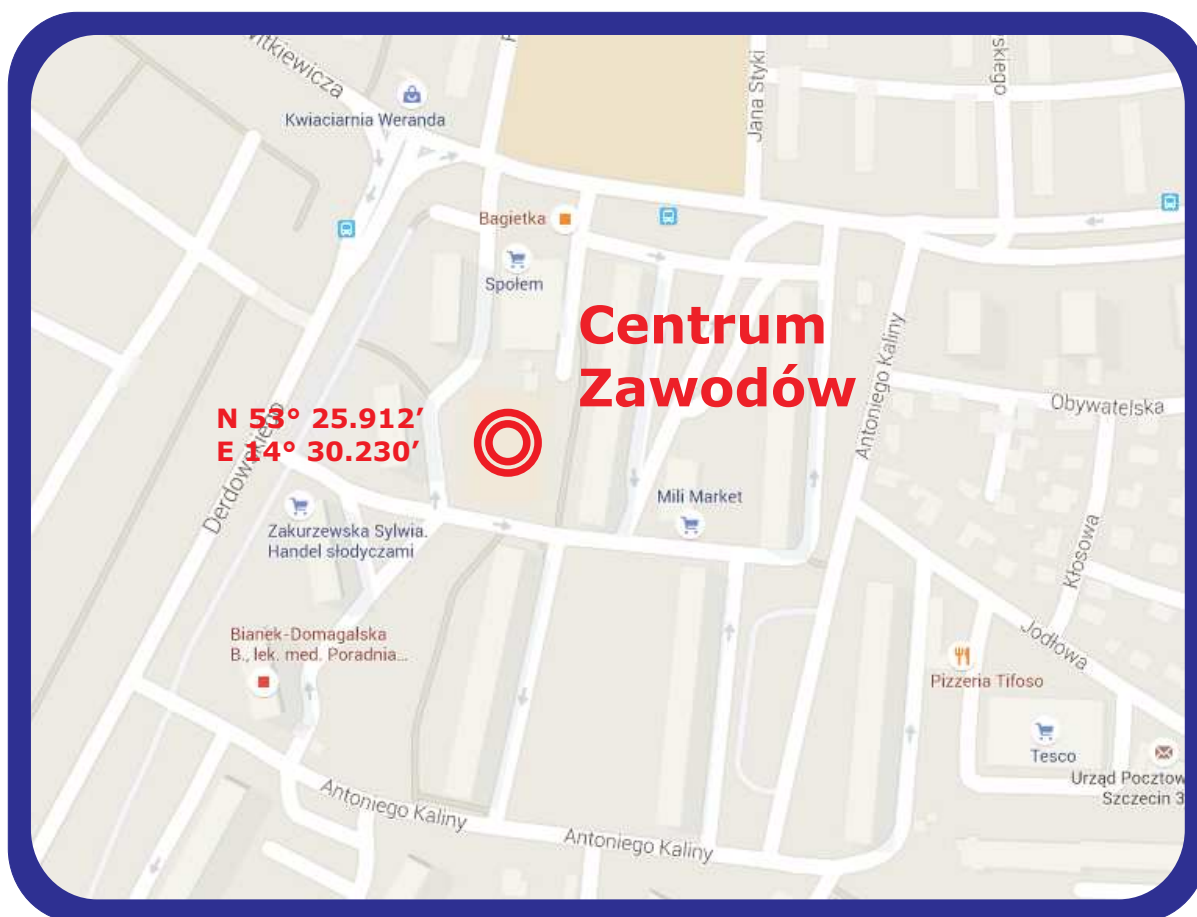 itkiewicza
Kwiaciarnia Weranda
Jana Styki
skiego
Bagietka
Społem
Centrum
Zawodów
N 53° 25.912’
E 14° 30.230’
Derdowskiego
Antoniego Kaliny
Obywatelska
Mili Market
Zakurzewska Sylwia.
Handel słodyczami
Kłosowa
Bianek-Domagalska
B., lek. med. Poradnia...
Jodłowa
Pizzeria Tifoso
Tesco
Urząd Pocztow
Szczecin 3
Antoniego Kaliny
Antoniego Kaliny